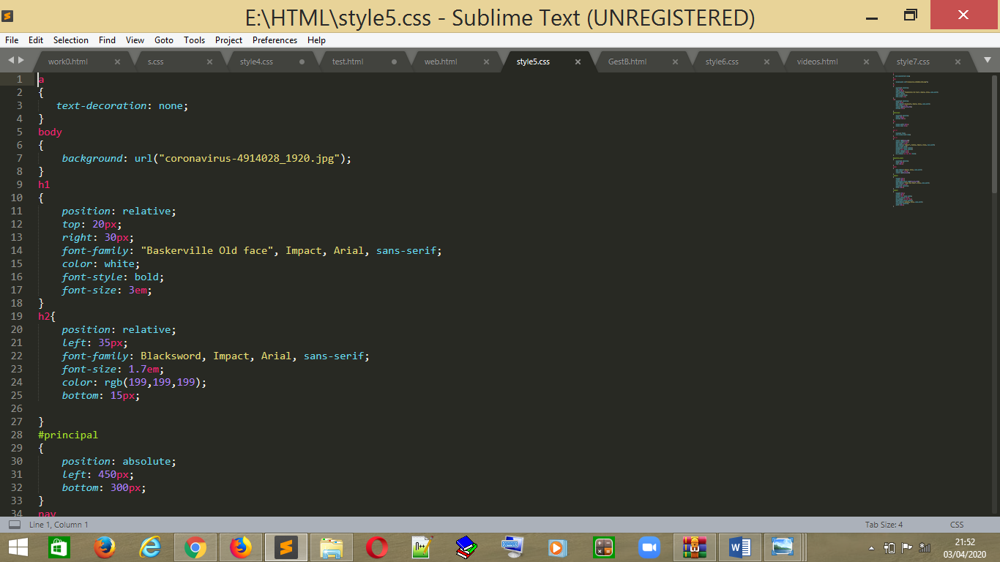 E:\HTML\style5.css - Sublime Text (UNREGISTERED)
File Edit Selection Find View Goto Tools Project Preferences Help
work0.html s.css style4.css test.html web.html style5.css GestB.html style6.css videos.html style7.css
1 a
2 {
3 text-decoration: none;
4 }
5 body
6 {
7 background: url("coronavirus-4914028_1920.jpg");
8 }
9 h1
10 {
11 position: relative;
12 top: 20px;
13 right: 30px;
14 font-family: "Baskerville Old face", Impact, Arial, sans-serif;
15 color: white;
16 font-style: bold;
17 font-size: 3em;
18 }
19 h2{
20 position: relative;
21 left: 35px;
22 font-family: Blacksword, Impact, Arial, sans-serif;
23 font-size: 1.7em;
24 color: rgb(199,199,199);
25 bottom: 15px;
26
27 }
28 #principal
29 {
30 position: absolute;
31 left: 450px;
32 bottom: 300px;
33 }
34 nav
Line 1, Column 1 Tab Size: 4 CSS
21:52
03/04/2020